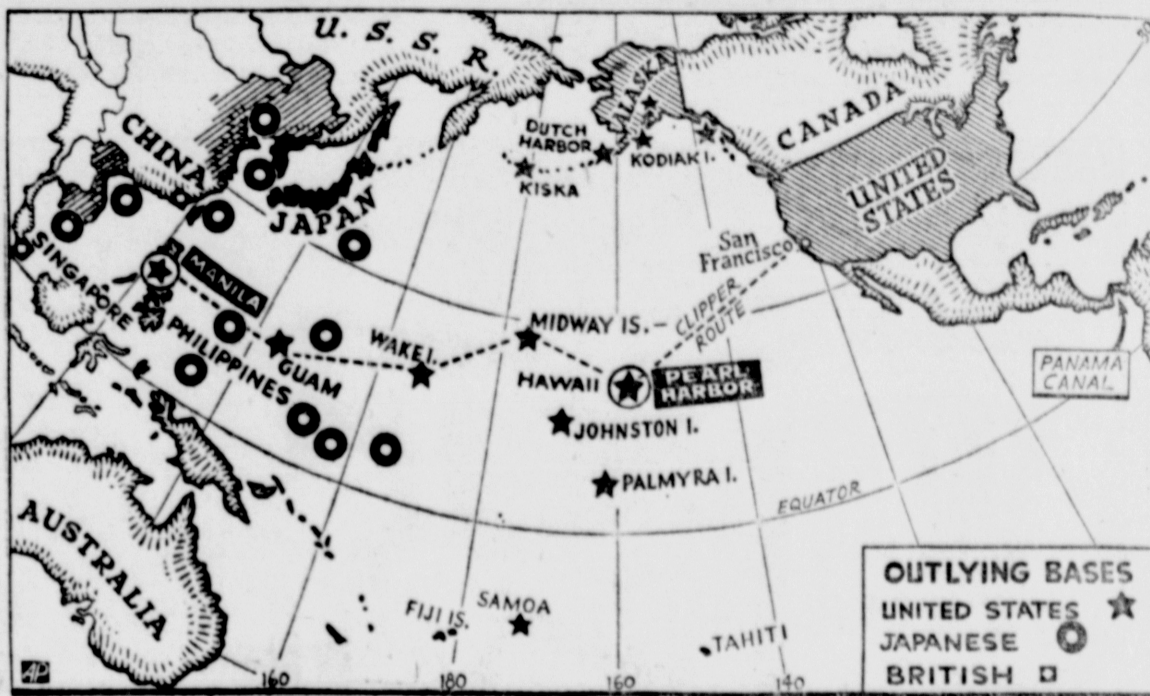 U. S. S. R.
CHINA
JAPAN
ALASKA
DUTCH
HARBOR
KODIAK I.
KISKA
CANADA
UNITED
STATES
San
Francisco
CLIPPER
ROUTE
SINGAPORE
MANILA
PHILIPPINES
GUAM
WAKE I.
MIDWAY IS.
HAWAII
PEARL
HARBOR
PANAMA
CANAL
JOHNSTON I.
PALMYRA I.
EQUATOR
AUSTRALIA
FIJI IS.
SAMOA
TAHITI
OUTLYING BASES
UNITED STATES
JAPANESE
BRITISH
AP
160
180
160
140